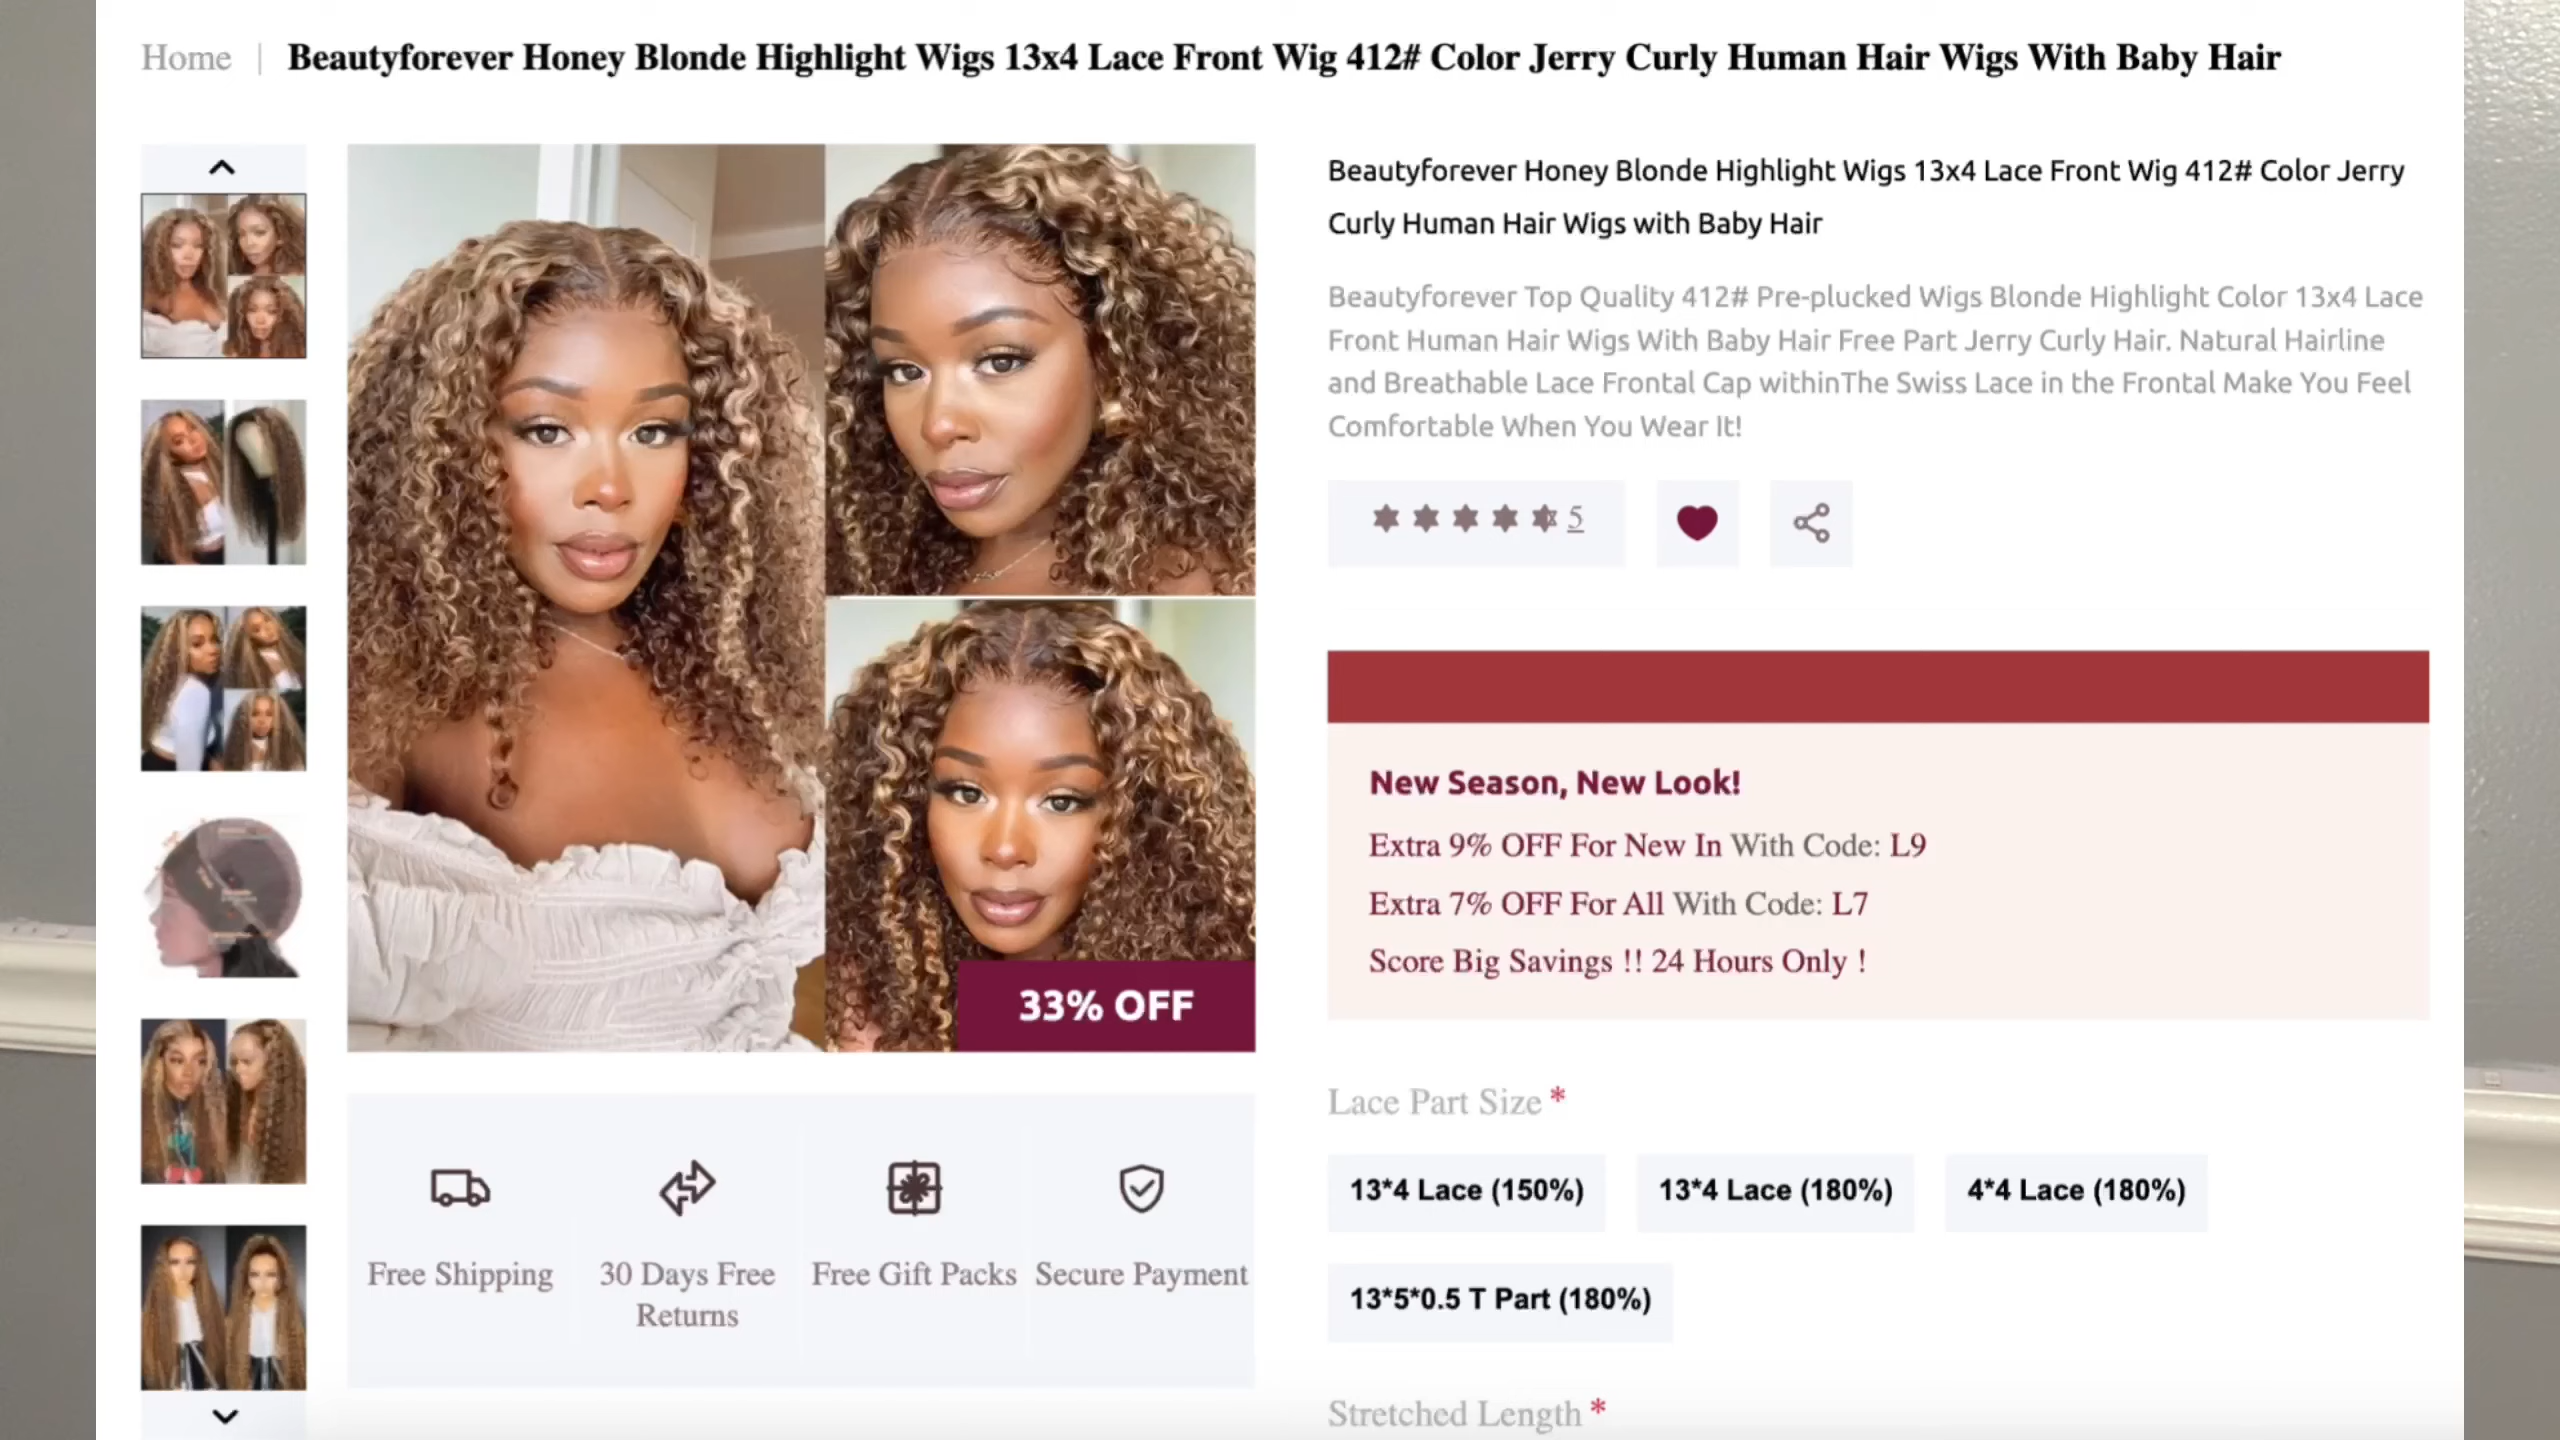 Home | Beautyforever Honey Blonde Highlight Wigs 13x4 Lace Front Wig 412# Color Jerry Curly Human Hair Wigs With Baby Hair
Beautyforever Honey Blonde Highlight Wigs 13x4 Lace Front Wig 412# Color Jerry
Curly Human Hair Wigs with Baby Hair
Beautyforever Top Quality 412# Pre-plucked Wigs Blonde Highlight Color 13x4 Lace
Front Human Hair Wigs With Baby Hair Free Part Jerry Curly Hair. Natural Hairline
and Breathable Lace Frontal Cap withinThe Swiss Lace in the Frontal Make You Feel
Comfortable When You Wear It!
5
New Season, New Look!
Extra 9% OFF For New In With Code: L9
Extra 7% OFF For All With Code: L7
Score Big Savings !! 24 Hours Only !
33% OFF
Free Shipping
30 Days Free
Returns
Free Gift Packs
Secure Payment
Lace Part Size *
13*4 Lace (150%)
13*4 Lace (180%)
4*4 Lace (180%)
13*5*0.5 T Part (180%)
Stretched Length *